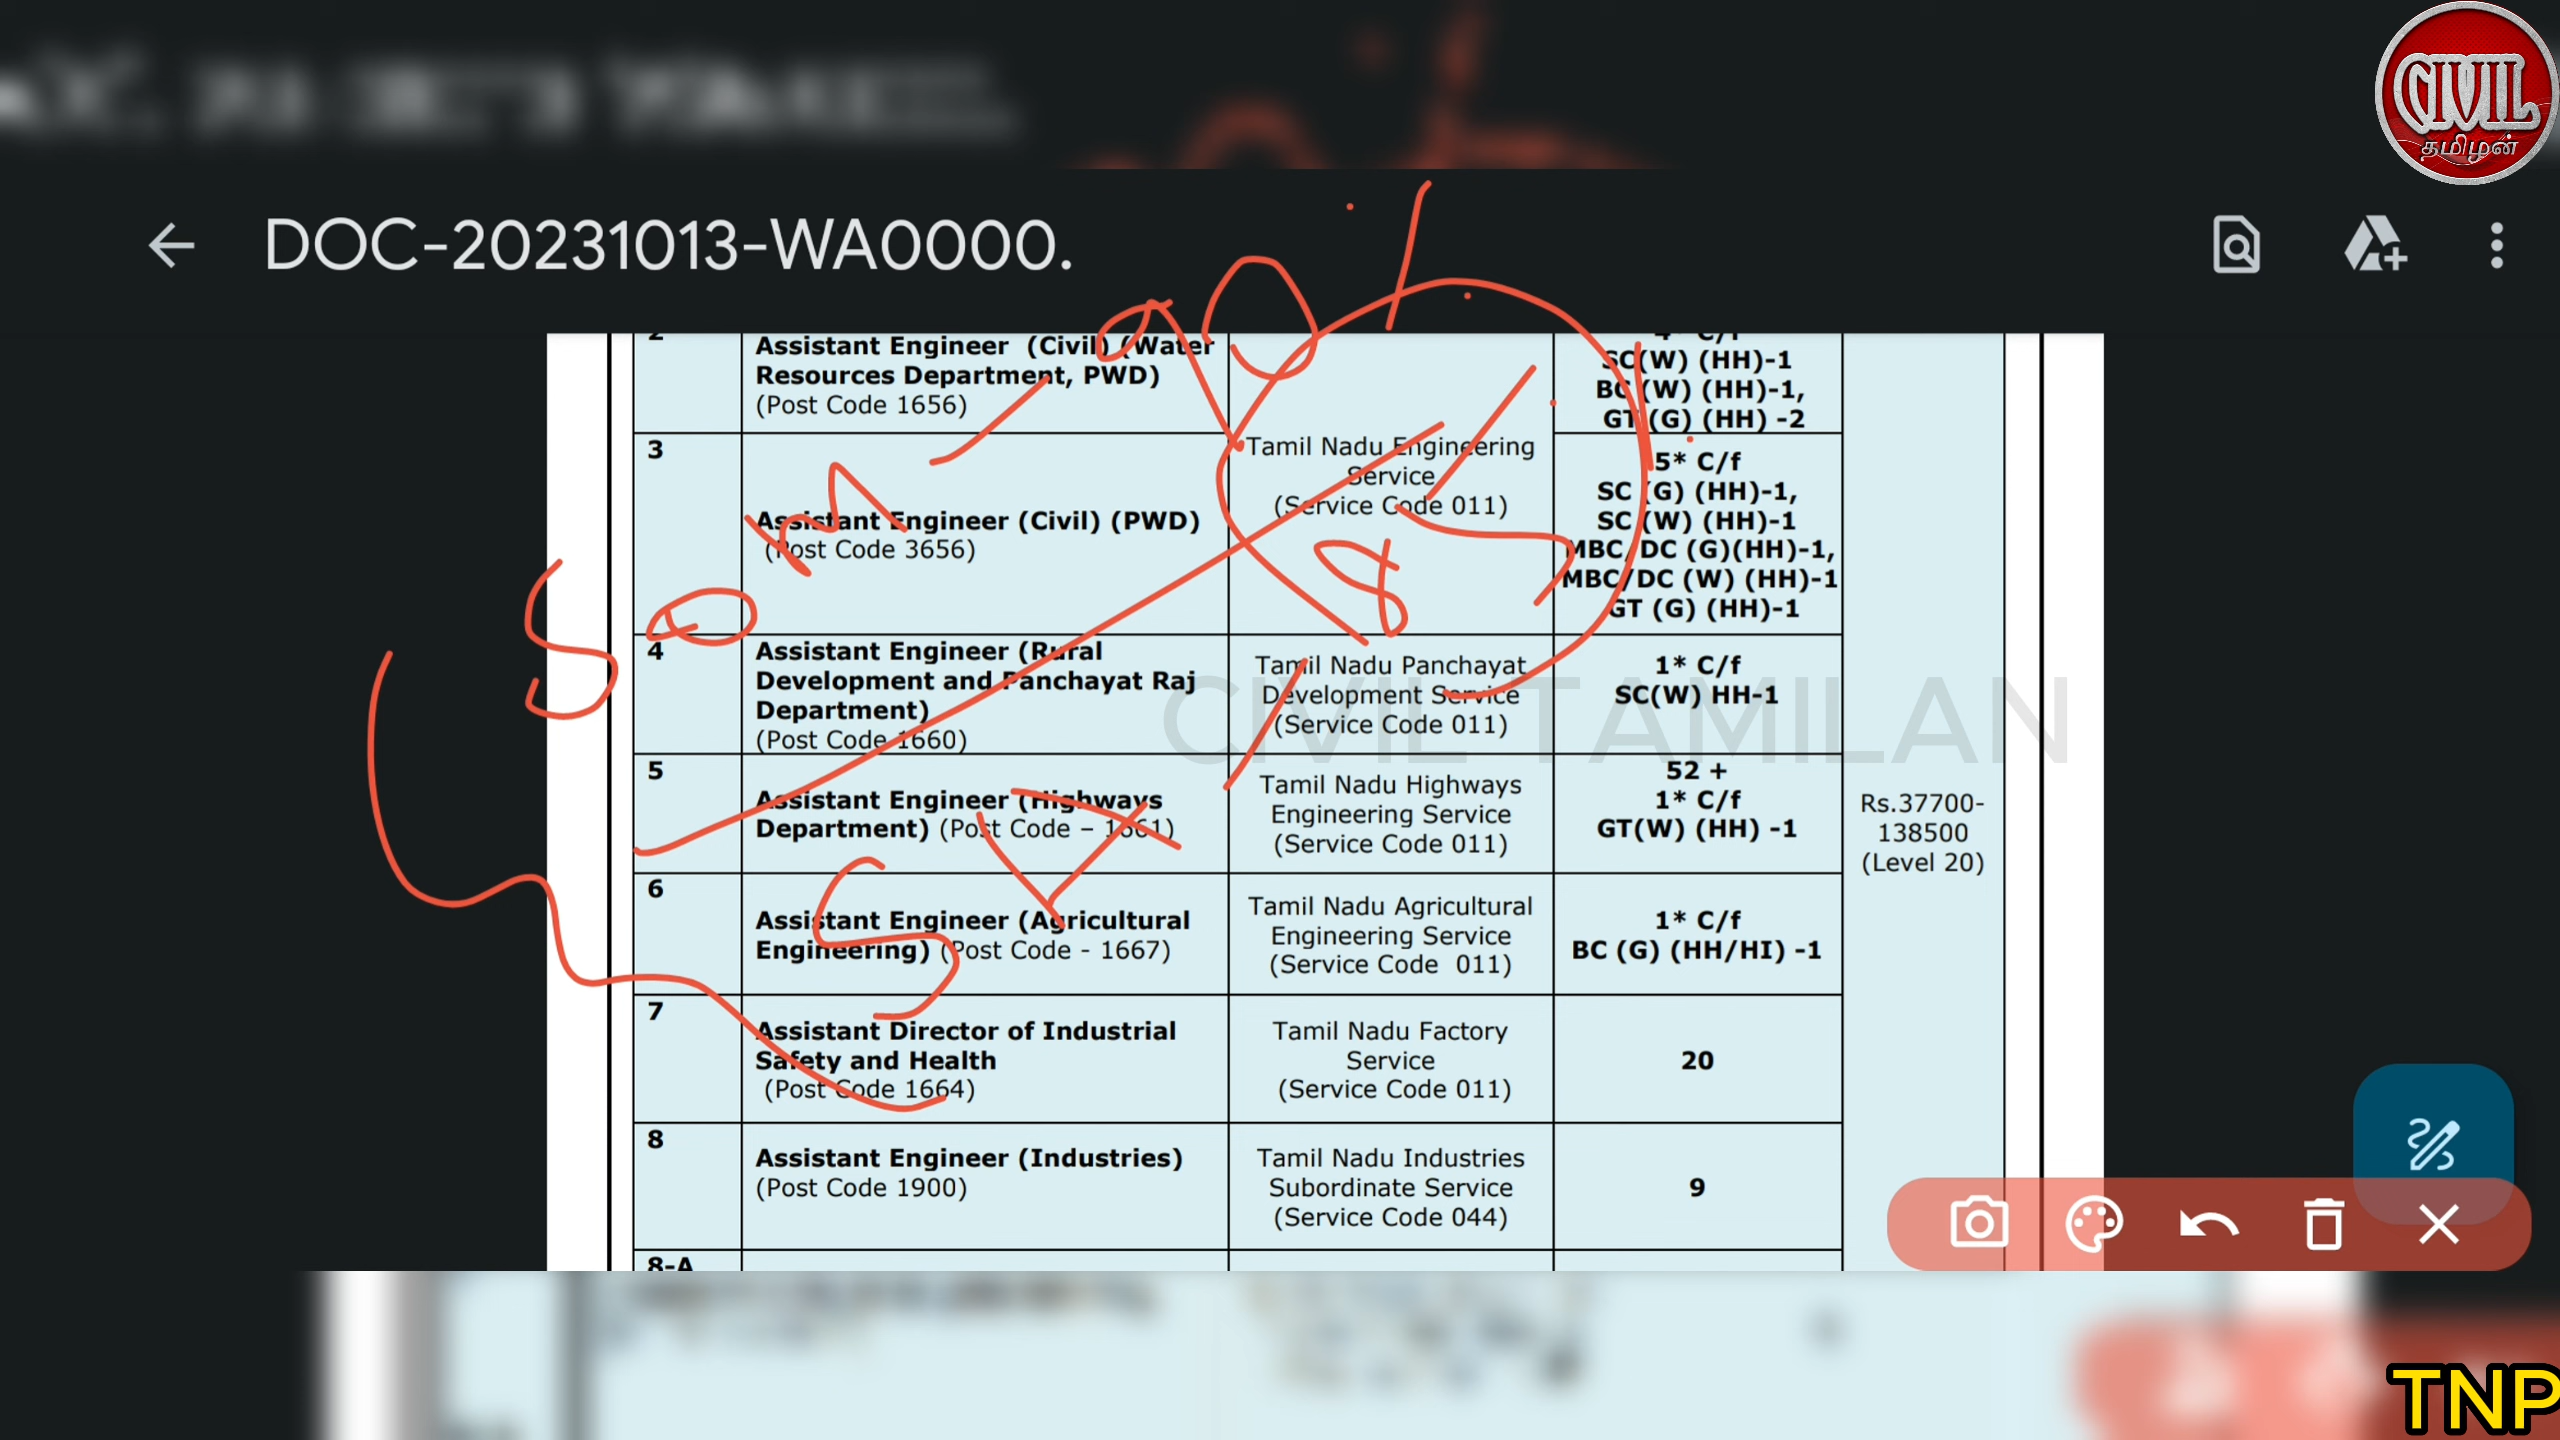 CIVIL
தமிழன்
DOC-20231013-WA0000.
2
Assistant Engineer (Civil) (Water
Resources Department, PWD)
(Post Code 1656)
4* C/f
SC(W) (HH)-1
BC (W) (HH)-1,
GT (G) (HH) -2
3
Assistant Engineer (Civil) (PWD)
(Post Code 3656)
Tamil Nadu Engineering
Service
(Service Code 011)
5* C/f
SC (G) (HH)-1,
SC (W) (HH)-1
MBC/DC (G)(HH)-1,
MBC/DC (W) (HH)-1
GT (G) (HH)-1
4
Assistant Engineer (Rural
Development and Panchayat Raj
Department)
(Post Code 1660)
Tamil Nadu Panchayat
Development Service
(Service Code 011)
1* C/f
SC(W) HH-1
CIVIL TAMILAN
5
Assistant Engineer (Highways
Department) (Post Code – 1661)
Tamil Nadu Highways
Engineering Service
(Service Code 011)
52 +
1* C/f
GT(W) (HH) -1
Rs.37700-
138500
(Level 20)
6
Assistant Engineer (Agricultural
Engineering) (Post Code - 1667)
Tamil Nadu Agricultural
Engineering Service
(Service Code 011)
1* C/f
BC (G) (HH/HI) -1
7
Assistant Director of Industrial
Safety and Health
(Post Code 1664)
Tamil Nadu Factory
Service
(Service Code 011)
20
8
Assistant Engineer (Industries)
(Post Code 1900)
Tamil Nadu Industries
Subordinate Service
(Service Code 044)
9
8-A
TNP